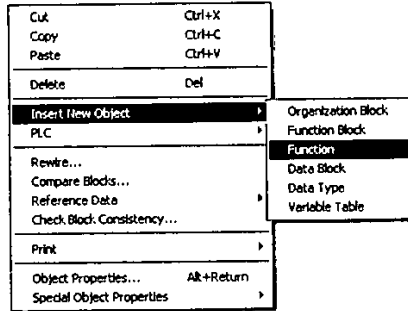 Cut Ctrl+X
Copy Ctrl+C
Paste Ctrl+V
Delete Del
Insert New Object
PLC
Rewire...
Compare Blocks...
Reference Data
Check Block Consistency...
Print
Object Properties... Alt+Return
Special Object Properties
Organization Block
Function Block
Function
Data Block
Data Type
Variable Table